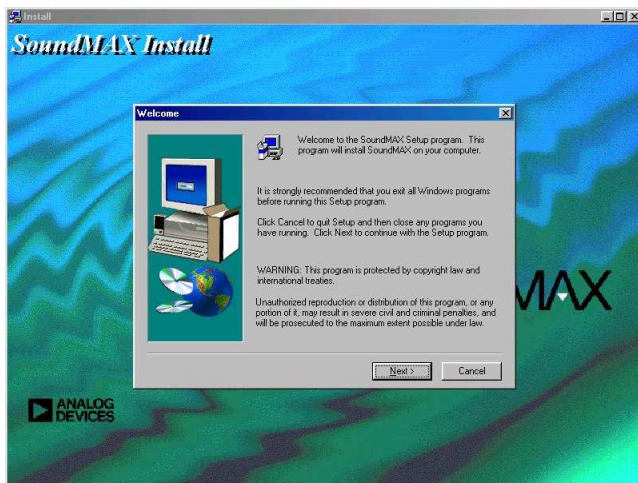 Install
SoundMAX Install
Welcome
Welcome to the SoundMAX Setup program. This
program will install SoundMAX on your computer.
It is strongly recommended that you exit all Windows programs
before running this Setup program.
Click Cancel to quit Setup and then close any programs you
have running. Click Next to continue with the Setup program.
WARNING: This program is protected by copyright law and
international treaties.
Unauthorized reproduction or distribution of this program, or any
portion of it, may result in severe civil and criminal penalties, and
will be prosecuted to the maximum extent possible under law.
MAX
Next >
Cancel
ANALOG
DEVICES